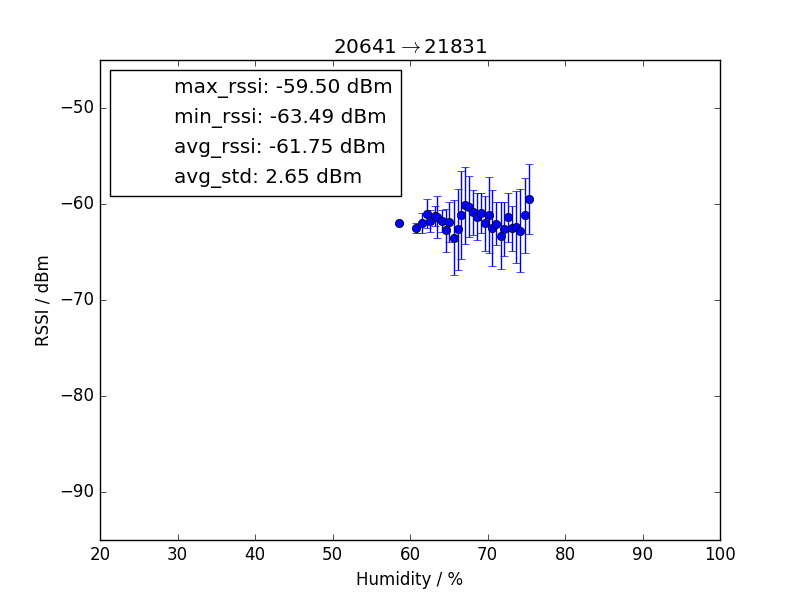 20641→21831
max_rssi: -59.50 dBm
min_rssi: -63.49 dBm
avg_rssi: -61.75 dBm
avg_std: 2.65 dBm
−50
−60
−70
−80
−90
RSSI / dBm
20 30 40 50 60 70 80 90 100
Humidity / %